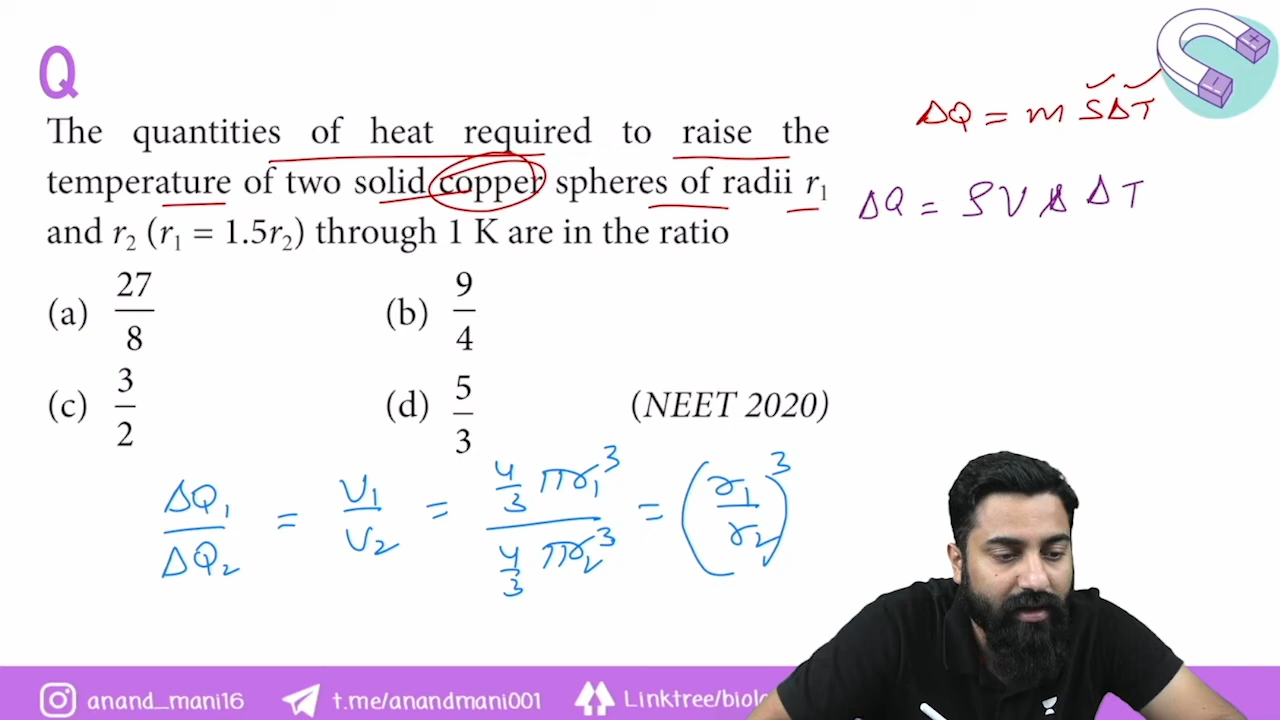 Q
The quantities of heat required to raise the
temperature of two solid copper spheres of radii r₁
and r₂ (r₁ = 1.5r₂) through 1 K are in the ratio
(a) 27/8 (b) 9/4
(c) 3/2 (d) 5/3 (NEET 2020)
ΔQ = m S ΔT
ΔQ = ρ V s ΔT
ΔQ₁/ΔQ₂ = V₁/V₂ = (4/3 πr₁³)/(4/3 πr₂³) = (r₁/r₂)³
anand_mani16 t.me/anandmani001